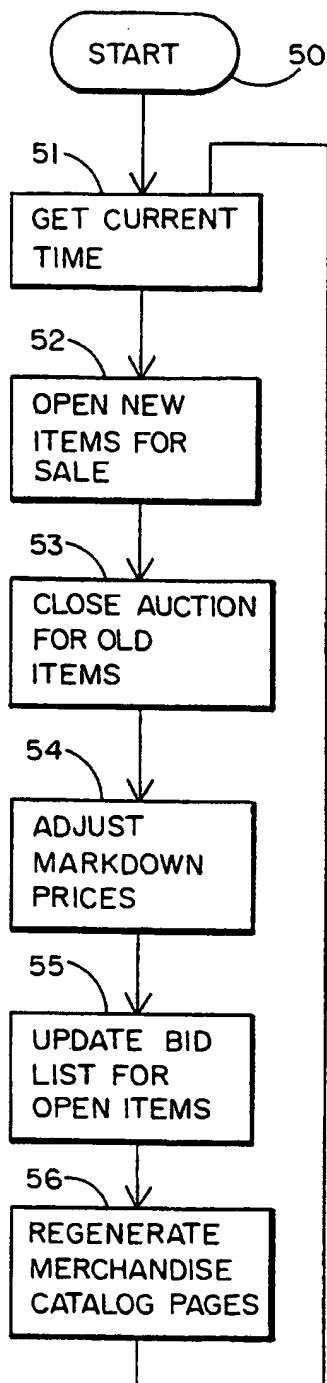 START
50
51
GET CURRENT
TIME
52
OPEN NEW
ITEMS FOR
SALE
53
CLOSE AUCTION
FOR OLD
ITEMS
54
ADJUST
MARKDOWN
PRICES
55
UPDATE BID
LIST FOR
OPEN ITEMS
56
REGENERATE
MERCHANDISE
CATALOG PAGES